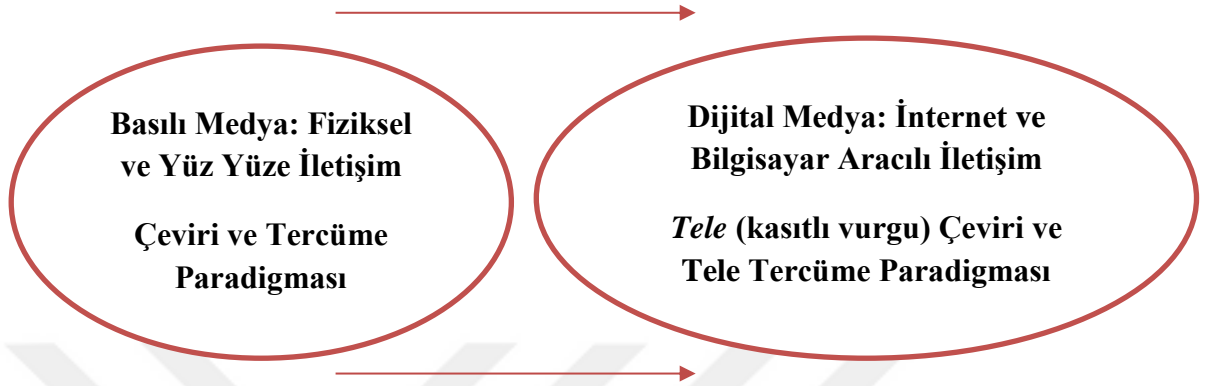 Basılı Medya: Fiziksel
ve Yüz Yüze İletişim
Çeviri ve Tercüme
Paradigması
Dijital Medya: İnternet ve
Bilgisayar Aracılı İletişim
Tele (kasıtlı vurgu) Çeviri ve
Tele Tercüme Paradigması